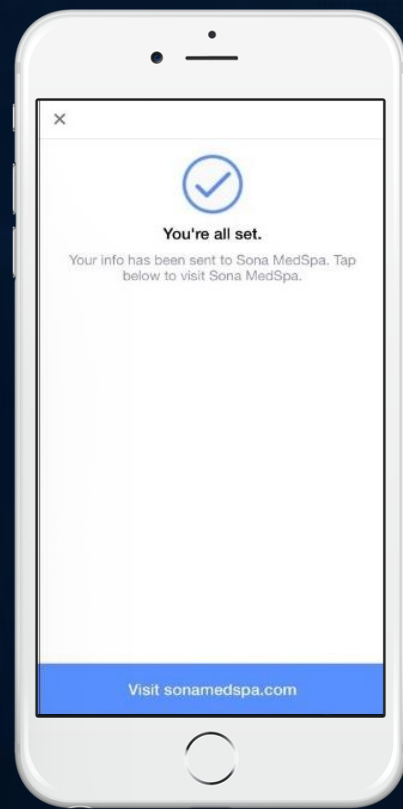 You're all set.
Your info has been sent to Sona MedSpa. Tap
below to visit Sona MedSpa.
Visit sonamedspa.com